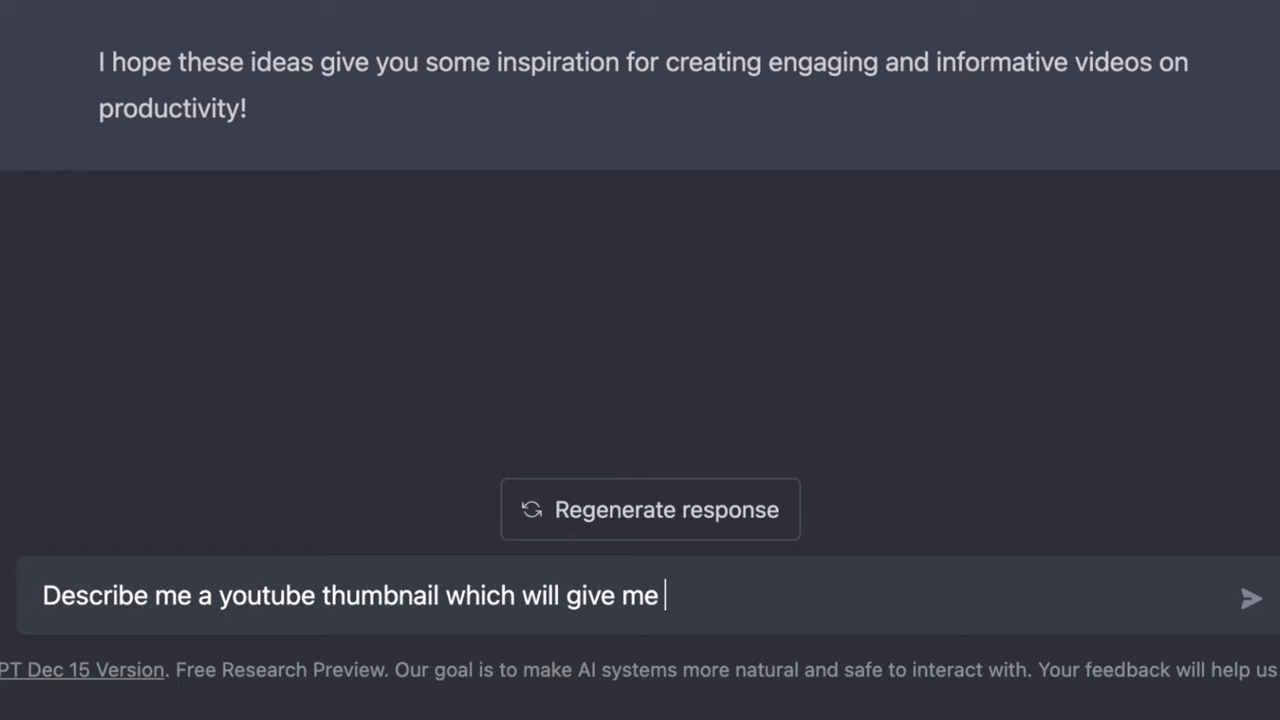 I hope these ideas give you some inspiration for creating engaging and informative videos on
productivity!
Regenerate response
Describe me a youtube thumbnail which will give me
PT Dec 15 Version. Free Research Preview. Our goal is to make AI systems more natural and safe to interact with. Your feedback will help us